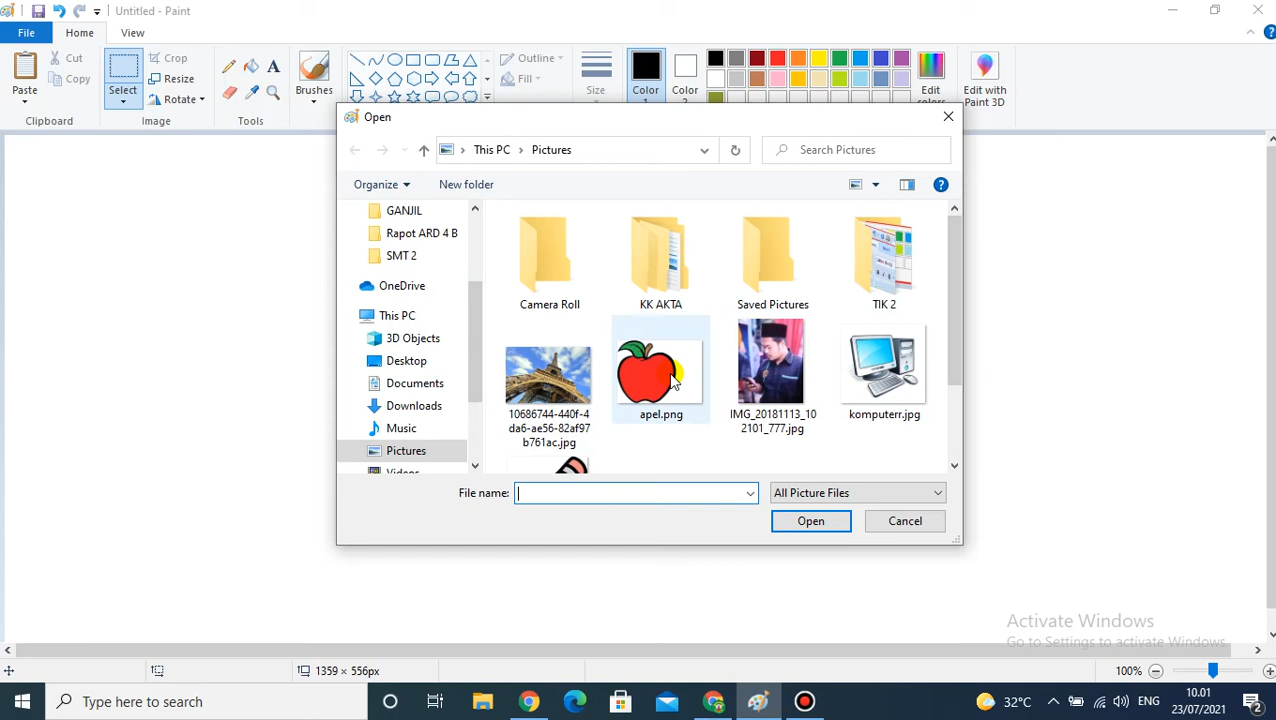 Untitled - Paint
File
Home
View
Paste
Cut
Copy
Clipboard
Select
Crop
Resize
Rotate
Image
Tools
Brushes
Outline
Fill
Size
Color
1
Color
2
Edit
colors
Edit with
Paint 3D
Open
This PC
Pictures
Search Pictures
Organize
New folder
GANJIL
Rapot ARD 4 B
SMT 2
OneDrive
This PC
3D Objects
Desktop
Documents
Downloads
Music
Pictures
Videos
Camera Roll
KK AKTA
Saved Pictures
TIK 2
10686744-440f-4
da6-ae56-82af97
b761ac.jpg
apel.png
IMG_20181113_10
2101_777.jpg
komputerr.jpg
File name:
All Picture Files
Open
Cancel
Activate Windows
Go to Settings to activate Windows.
1359 × 556px
100%
Type here to search
32°C
ENG
10.01
23/07/2021
2